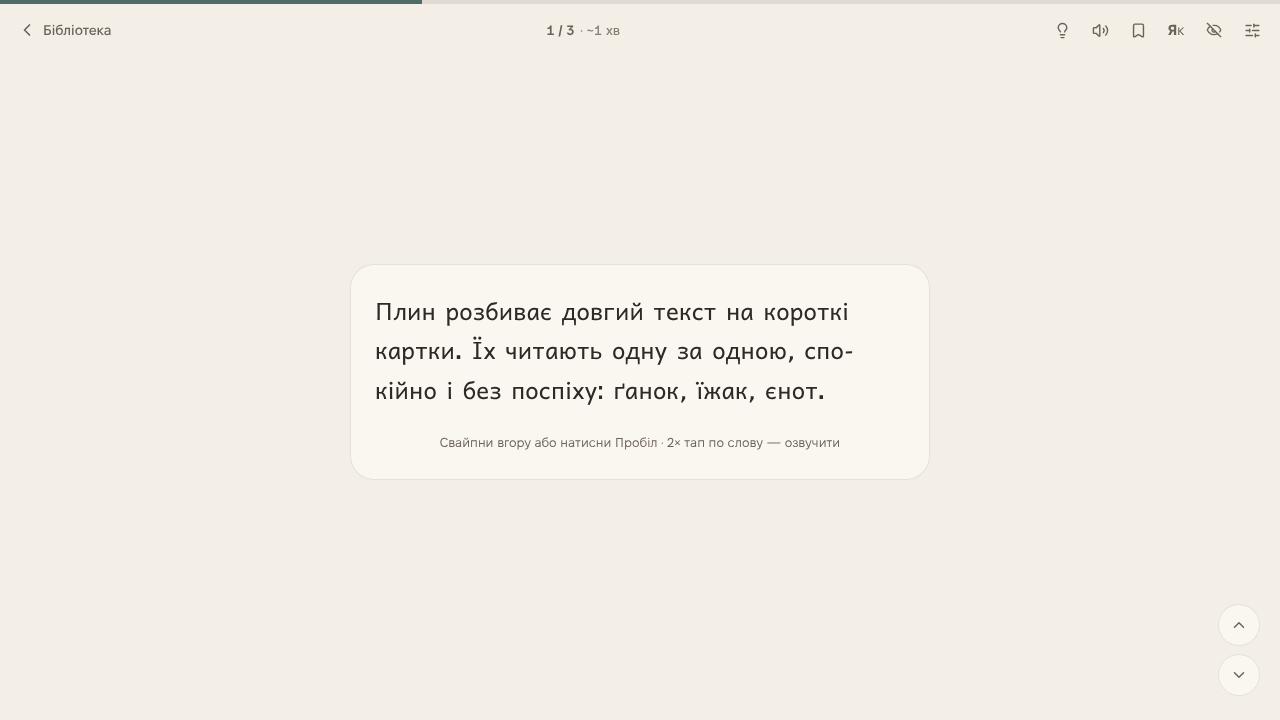 Бібліотека
1 / 3 · ~1 хв
Як
Плин розбиває довгий текст на короткі
картки. Їх читають одну за одною, спо-
кійно і без поспіху: ґанок, їжак, єнот.
Свайпни вгору або натисни Пробіл · 2× тап по слову — озвучити